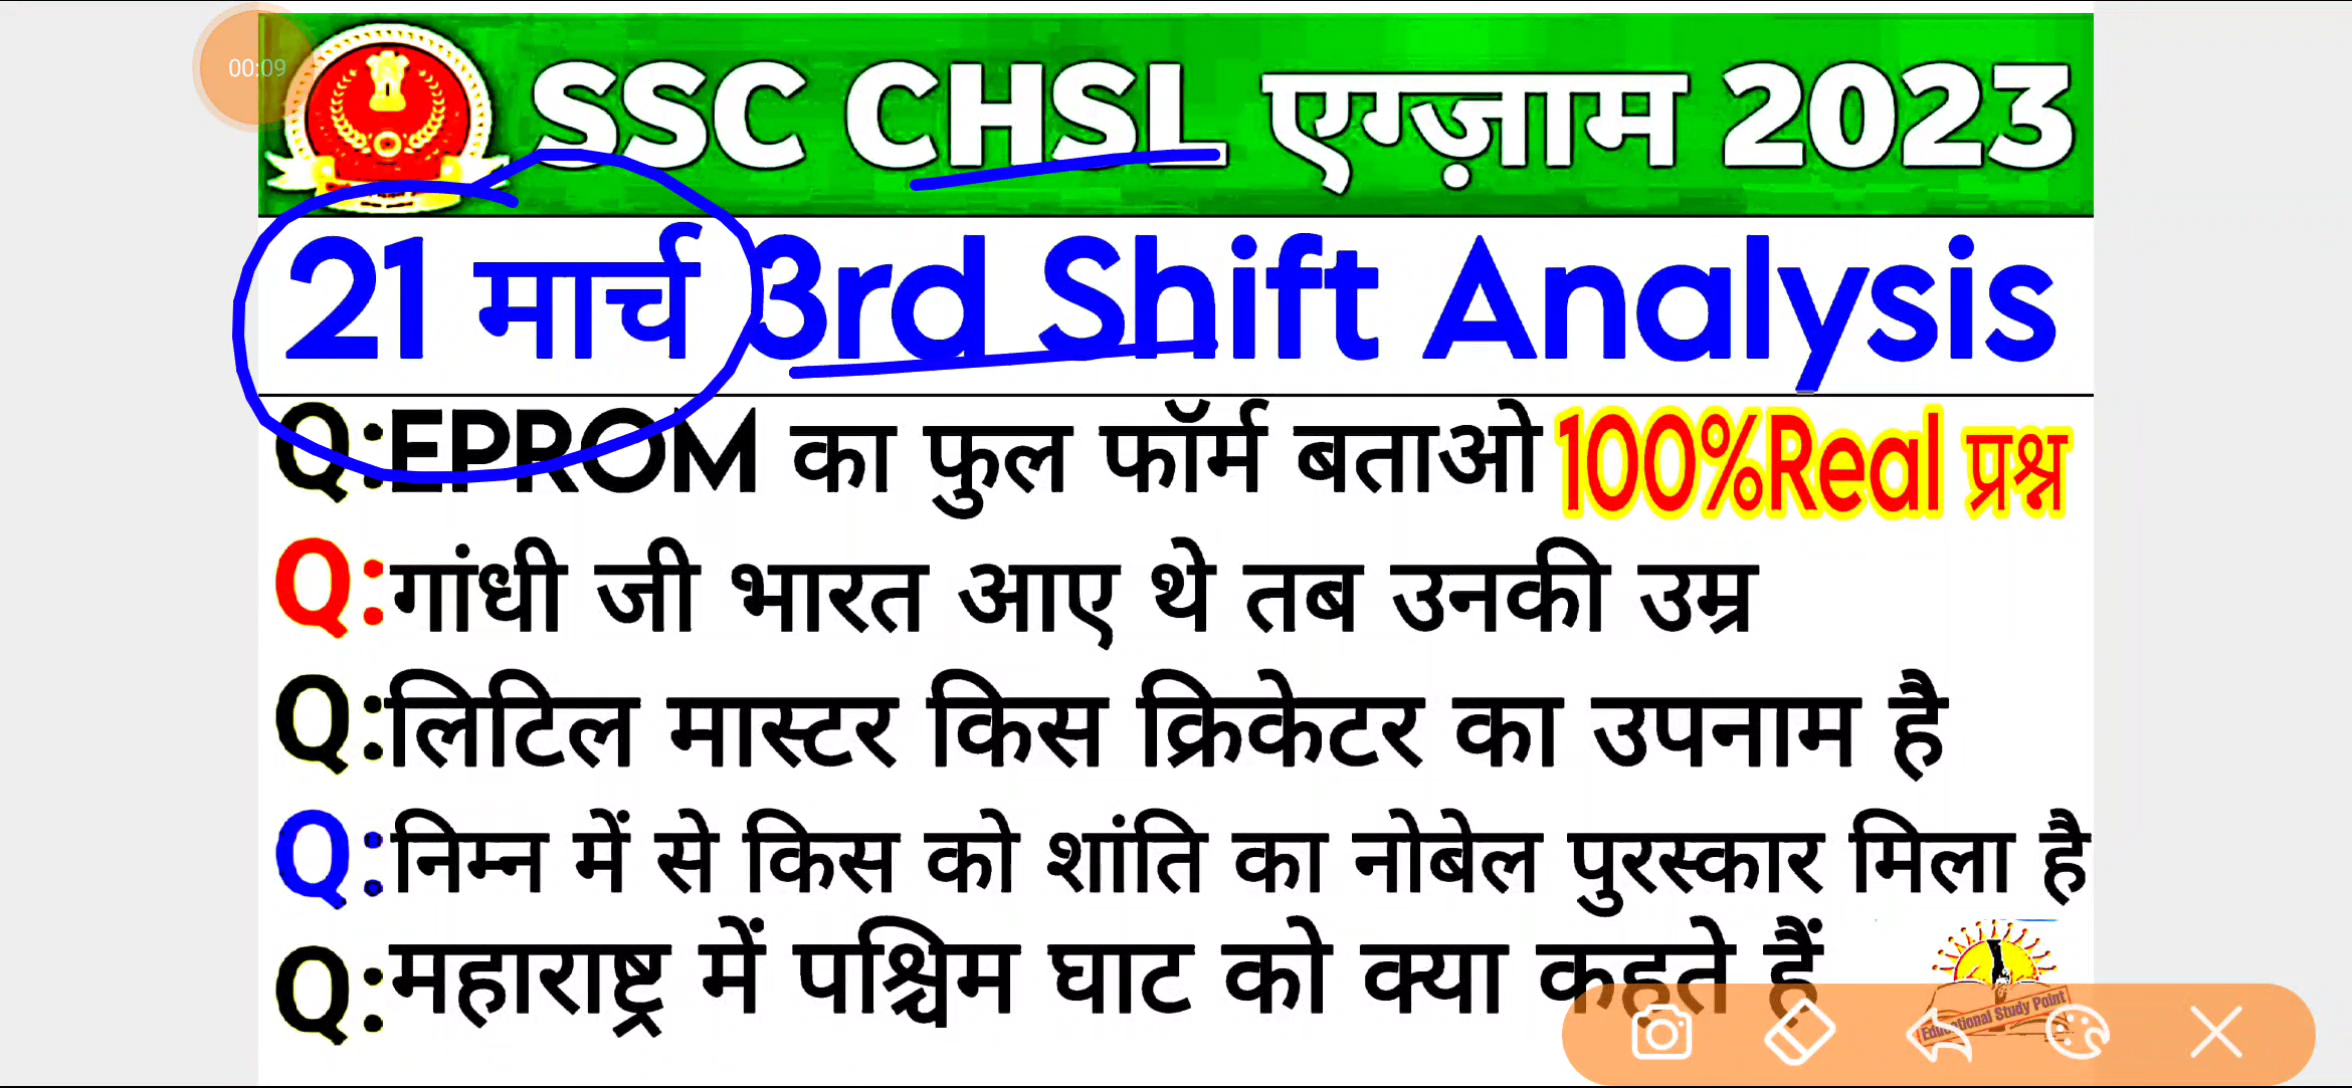 00:09
SSC CHSL एग्ज़ाम 2023
21 मार्च 3rd Shift Analysis
Q:EPROM का फुल फॉर्म बताओ 100%Real प्रश्न
Q:गांधी जी भारत आए थे तब उनकी उम्र
Q:लिटिल मास्टर किस क्रिकेटर का उपनाम है
Q:निम्न में से किस को शांति का नोबेल पुरस्कार मिला है
Q:महाराष्ट्र में पश्चिम घाट को क्या कहते हैं
Educational Study Point